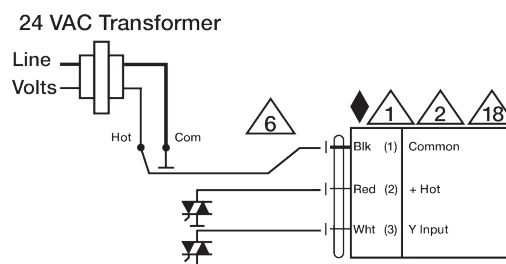 24 VAC Transformer
Line
Volts
Hot
Com
6
1
2
18
Blk (1) Common
Red (2) + Hot
Wht (3) Y Input